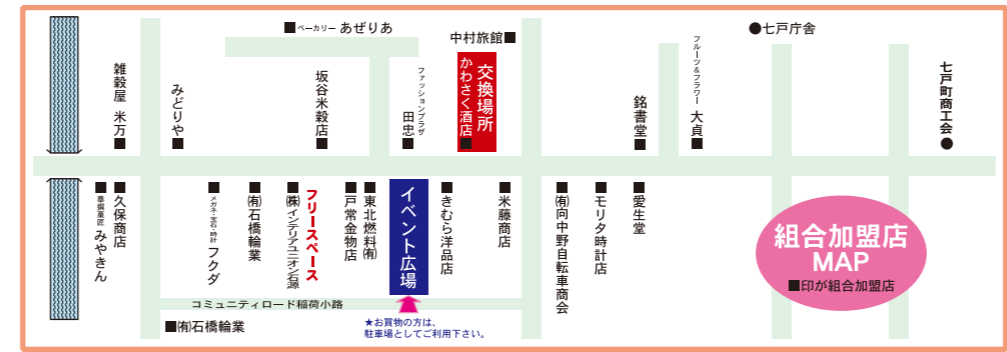 ■ベーカリー あぜりあ
中村旅館■
●七戸庁舎
雑穀屋 米万■
みどりや■
坂谷米穀店■
ファッションプラザ
田忠■
交換場所
かわさく酒店■
銘書堂■
フルーツ&フラワー 大貞■
七戸町商工会●
■奉撰菓匠 みやきん
■久保商店
■メガネ・宝石・時計 フクダ
■㈲石橋輪業
■㈱インテリアユニオン石源
フリースペース
■戸常金物店
■東北燃料㈲
イベント広場
■きむら洋品店
■米藤商店
■㈲向中野自転車商会
■モリタ時計店
■愛生堂
組合加盟店
MAP
■印が組合加盟店
コミュニティロード稲荷小路
■㈲石橋輪業
★お買物の方は、
駐車場としてご利用下さい。